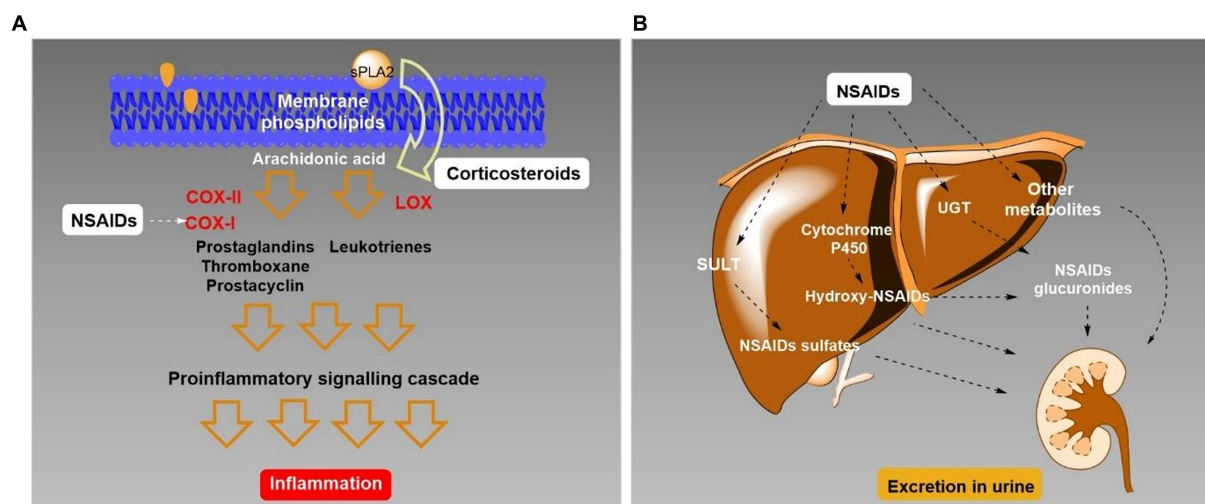 A
sPLA2
Membrane
phospholipids
Arachidonic acid
Corticosteroids
COX-II
LOX
NSAIDs
COX-I
Prostaglandins
Thromboxane
Prostacyclin
Leukotrienes
Proinflammatory signalling cascade
Inflammation
B
NSAIDs
Other
metabolites
UGT
Cytochrome
P450
SULT
NSAIDs
glucuronides
Hydroxy-NSAIDs
NSAIDs sulfates
Excretion in urine